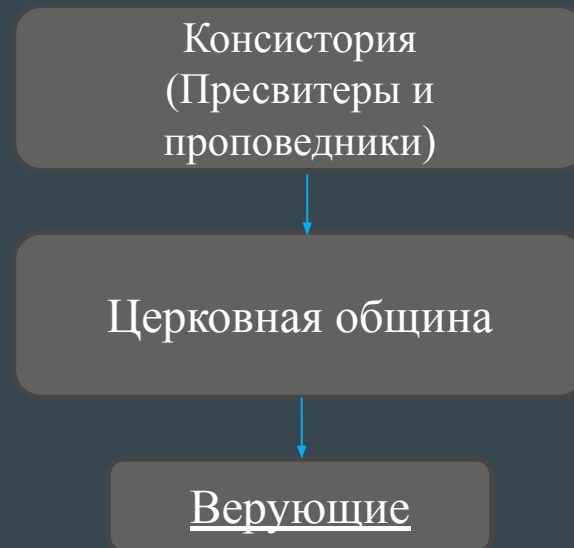 Консистория
(Пресвитеры и
проповедники)
Церковная община
Верующие